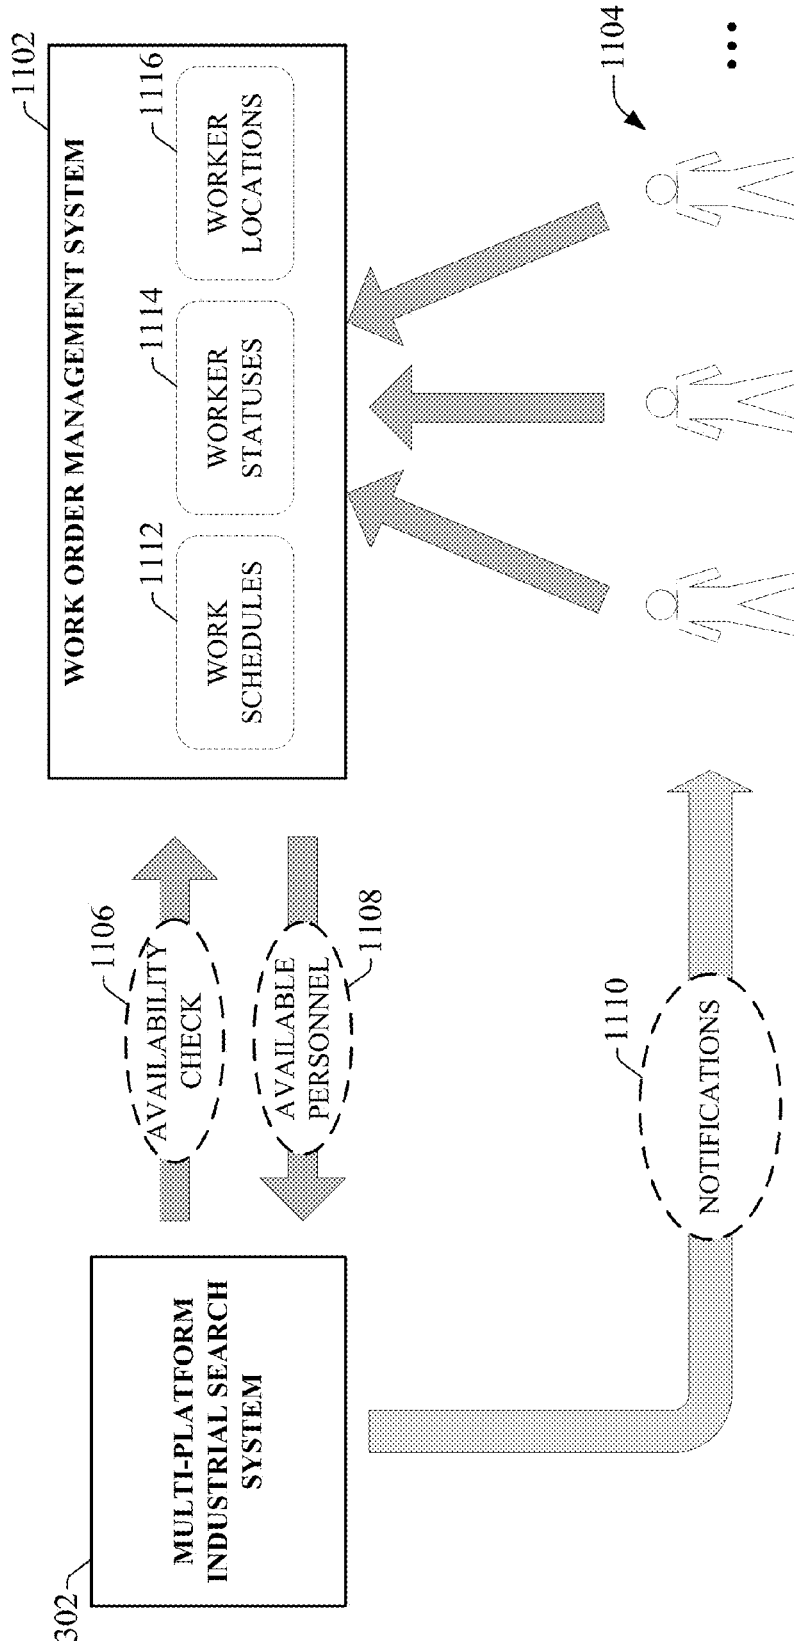 302
MULTI-PLATFORM
INDUSTRIAL SEARCH
SYSTEM
1106
AVAILABILITY
CHECK
AVAILABLE
PERSONNEL
1108
1110
NOTIFICATIONS
1102
WORK ORDER MANAGEMENT SYSTEM
1112
WORK
SCHEDULES
1114
WORKER
STATUSES
1116
WORKER
LOCATIONS
1104
...